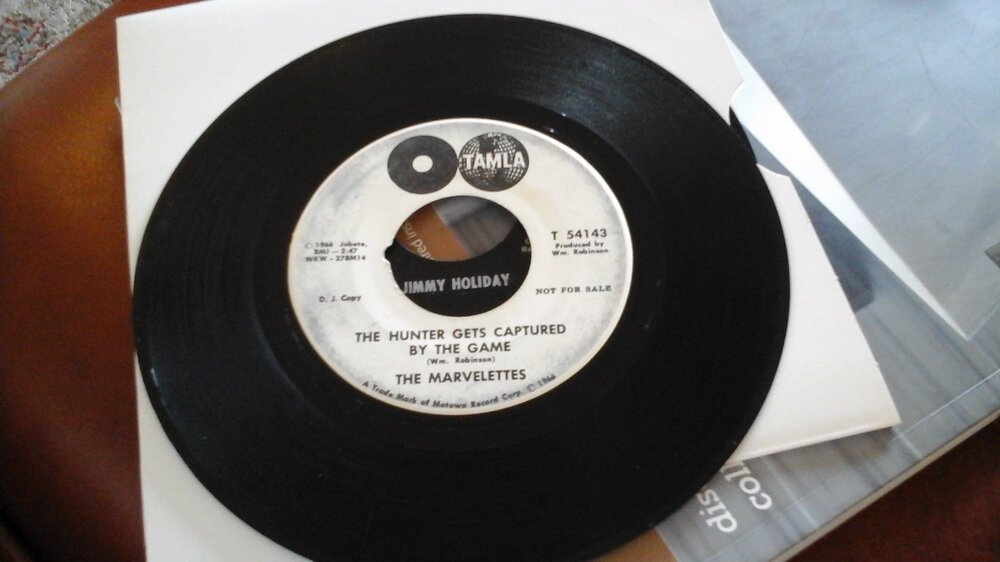 TAMLA
© 1966 Jobete,
BMI — 2:47
WKW - 27BM14
T 54143
Produced by
Wm. Robinson
JIMMY HOLIDAY
D. J. Copy
NOT FOR SALE
THE HUNTER GETS CAPTURED
BY THE GAME
(Wm. Robinson)
THE MARVELETTES
A Trade Mark of Motown Record Corp. © 1966